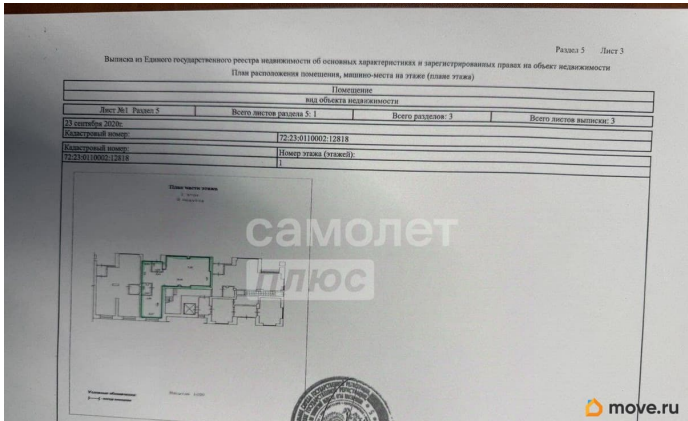 Раздел 5 Лист 3
Выписка из Единого государственного реестра недвижимости об основных характеристиках и зарегистрированных правах на объект недвижимости
План расположения помещения, машино-места на этаже (плане этажа)
Помещение
вид объекта недвижимости
Лист №1 Раздел 5 Всего листов раздела 5: 1 Всего разделов: 3 Всего листов выписки: 3
23 сентября 2020г.
Кадастровый номер: 72:23:0110002:12818
Кадастровый номер: Номер этажа (этажей):
72:23:0110002:12818 1
План части этажа
самолет
плюс
Условные обозначения:
move.ru